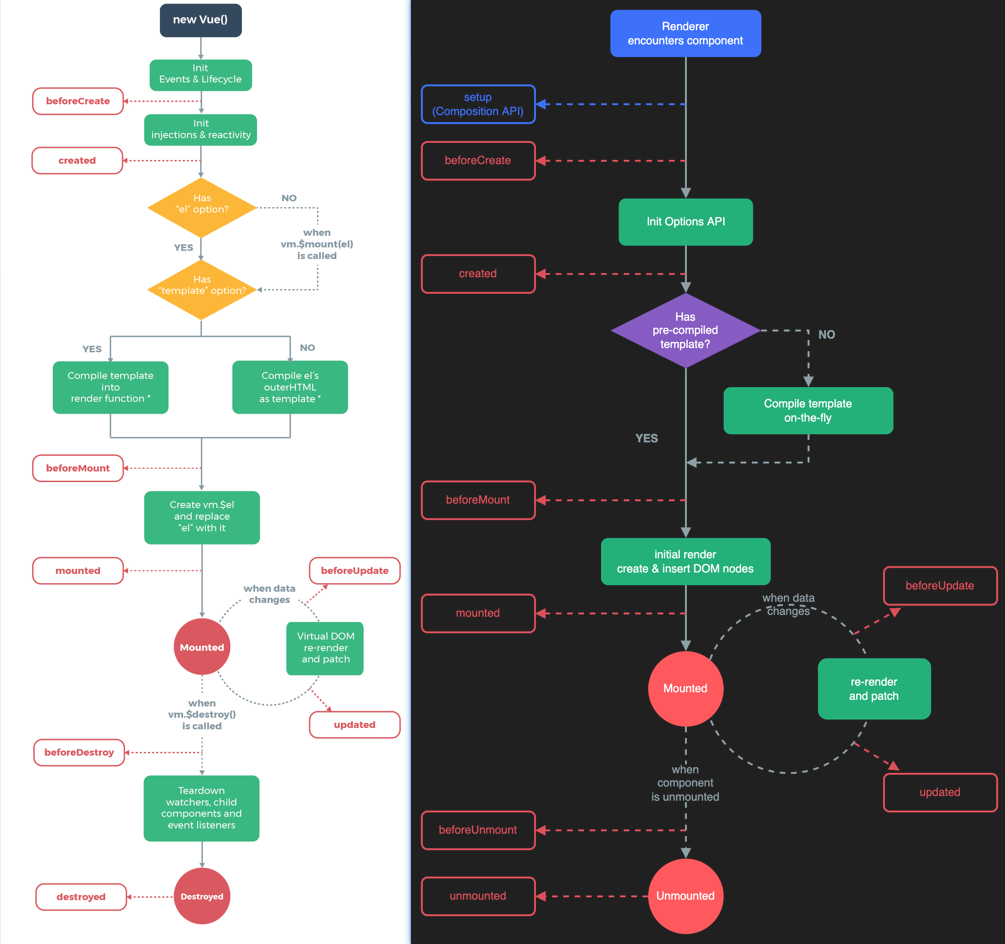 new Vue()
Init
Events & Lifecycle
beforeCreate
Init
injections & reactivity
created
Has
"el" option?
NO
when
vm.$mount(el)
is called
YES
Has
"template" option?
YES
NO
Compile template
into
render function *
Compile el's
outerHTML
as template *
beforeMount
Create vm.$el
and replace
"el" with it
mounted
beforeUpdate
when data
changes
Mounted
Virtual DOM
re-render
and patch
when
vm.$destroy()
is called
updated
beforeDestroy
Teardown
watchers, child
components and
event listeners
destroyed
Destroyed
Renderer
encounters component
setup
(Composition API)
beforeCreate
Init Options API
created
Has
pre-compiled
template?
NO
Compile template
on-the-fly
YES
beforeMount
initial render
create & insert DOM nodes
beforeUpdate
mounted
when data
changes
Mounted
re-render
and patch
when
component
is unmounted
updated
beforeUnmount
unmounted
Unmounted